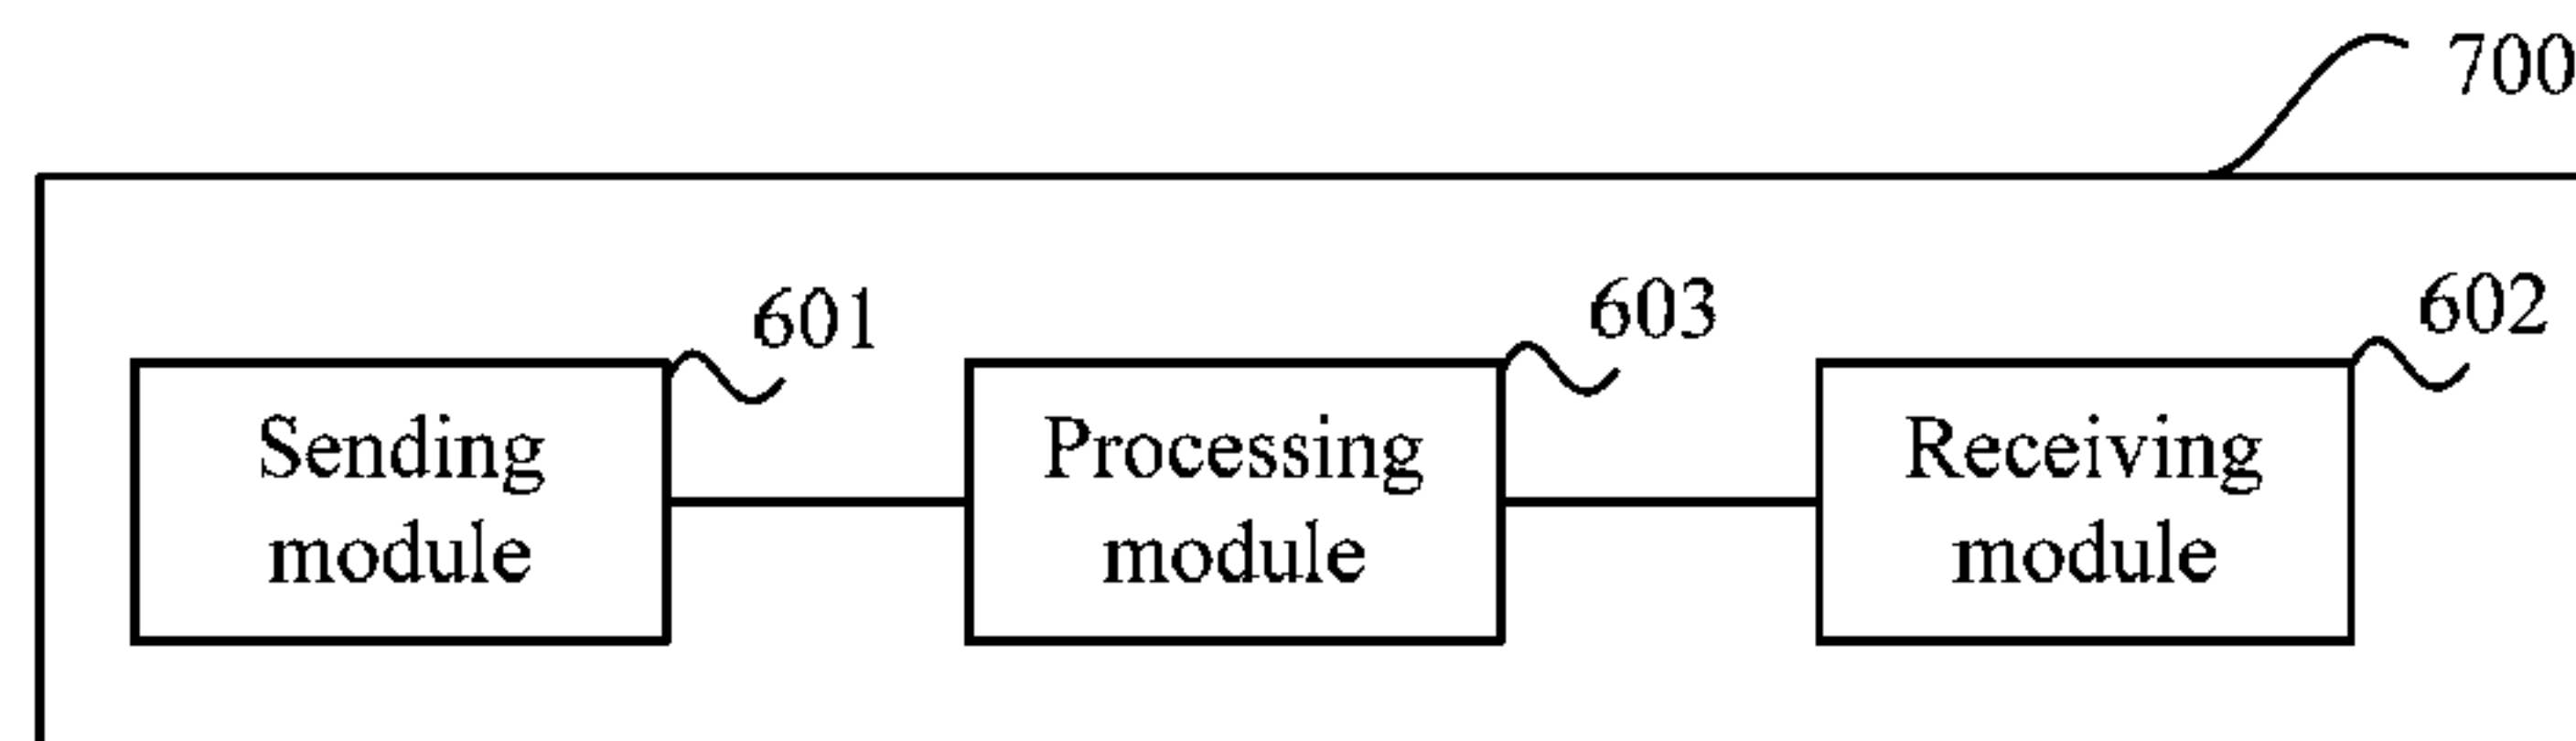 700
601
603
602
Sending
module
Processing
module
Receiving
module